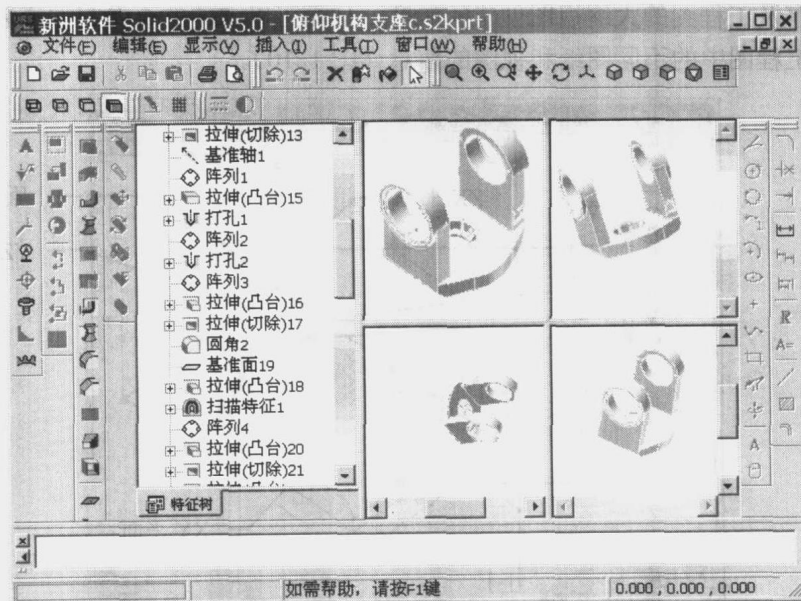 新洲软件 Solid2000 V5.0 - [俯仰机构支座c.s2kprt]
文件(F) 编辑(E) 显示(V) 插入(I) 工具(T) 窗口(W) 帮助(H)
拉伸(切除)13
基准轴1
阵列1
拉伸(凸台)15
打孔1
阵列2
打孔2
阵列3
拉伸(凸台)16
拉伸(切除)17
圆角2
基准面19
拉伸(凸台)18
扫描特征1
阵列4
拉伸(凸台)20
拉伸(切除)21
特征树
R
A=
A
如需帮助，请按F1键
0.000 , 0.000 , 0.000